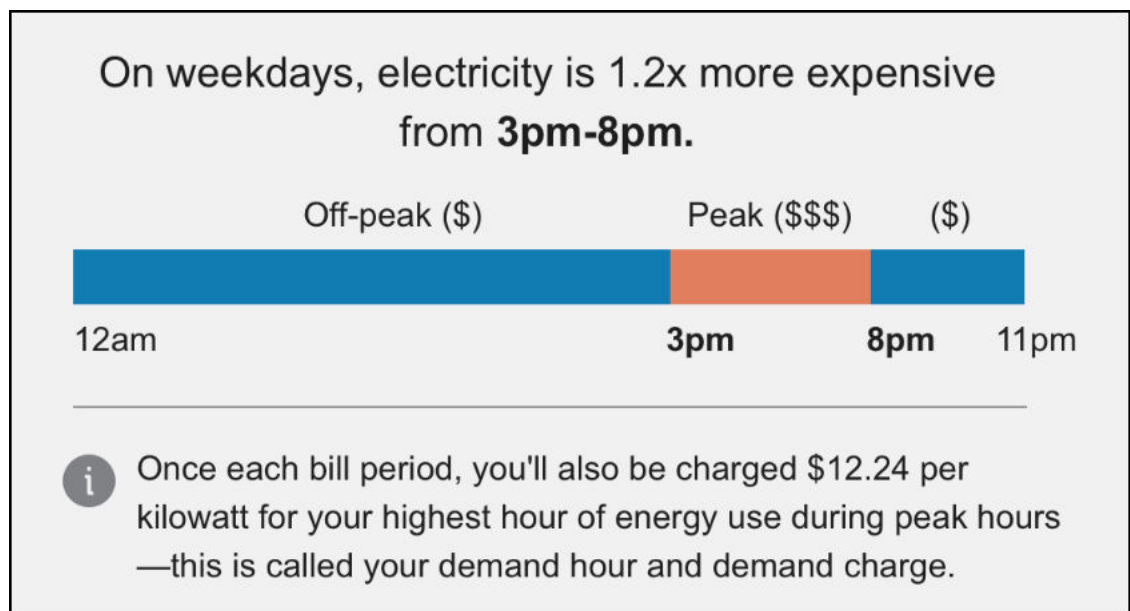 On weekdays, electricity is 1.2x more expensive
from 3pm-8pm.
Off-peak ($) Peak ($$$) ($)
12am 3pm 8pm 11pm
i Once each bill period, you'll also be charged $12.24 per
kilowatt for your highest hour of energy use during peak hours
—this is called your demand hour and demand charge.